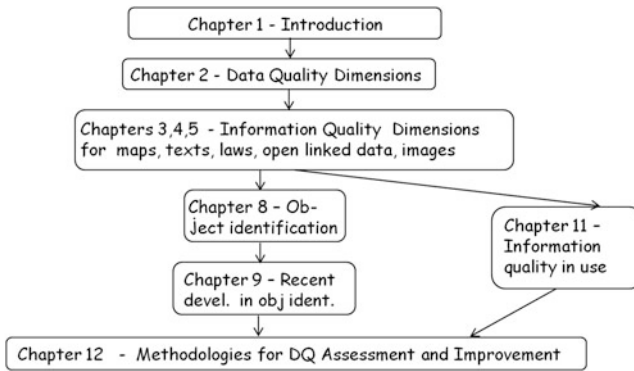 Chapter 1 - Introduction
Chapter 2 - Data Quality Dimensions
Chapters 3,4,5 - Information Quality Dimensions
for maps, texts, laws, open linked data, images
Chapter 8 – Ob-
ject identification
Chapter 11 –
Information
quality in use
Chapter 9 – Recent
devel. in obj ident.
Chapter 12 - Methodologies for DQ Assessment and Improvement